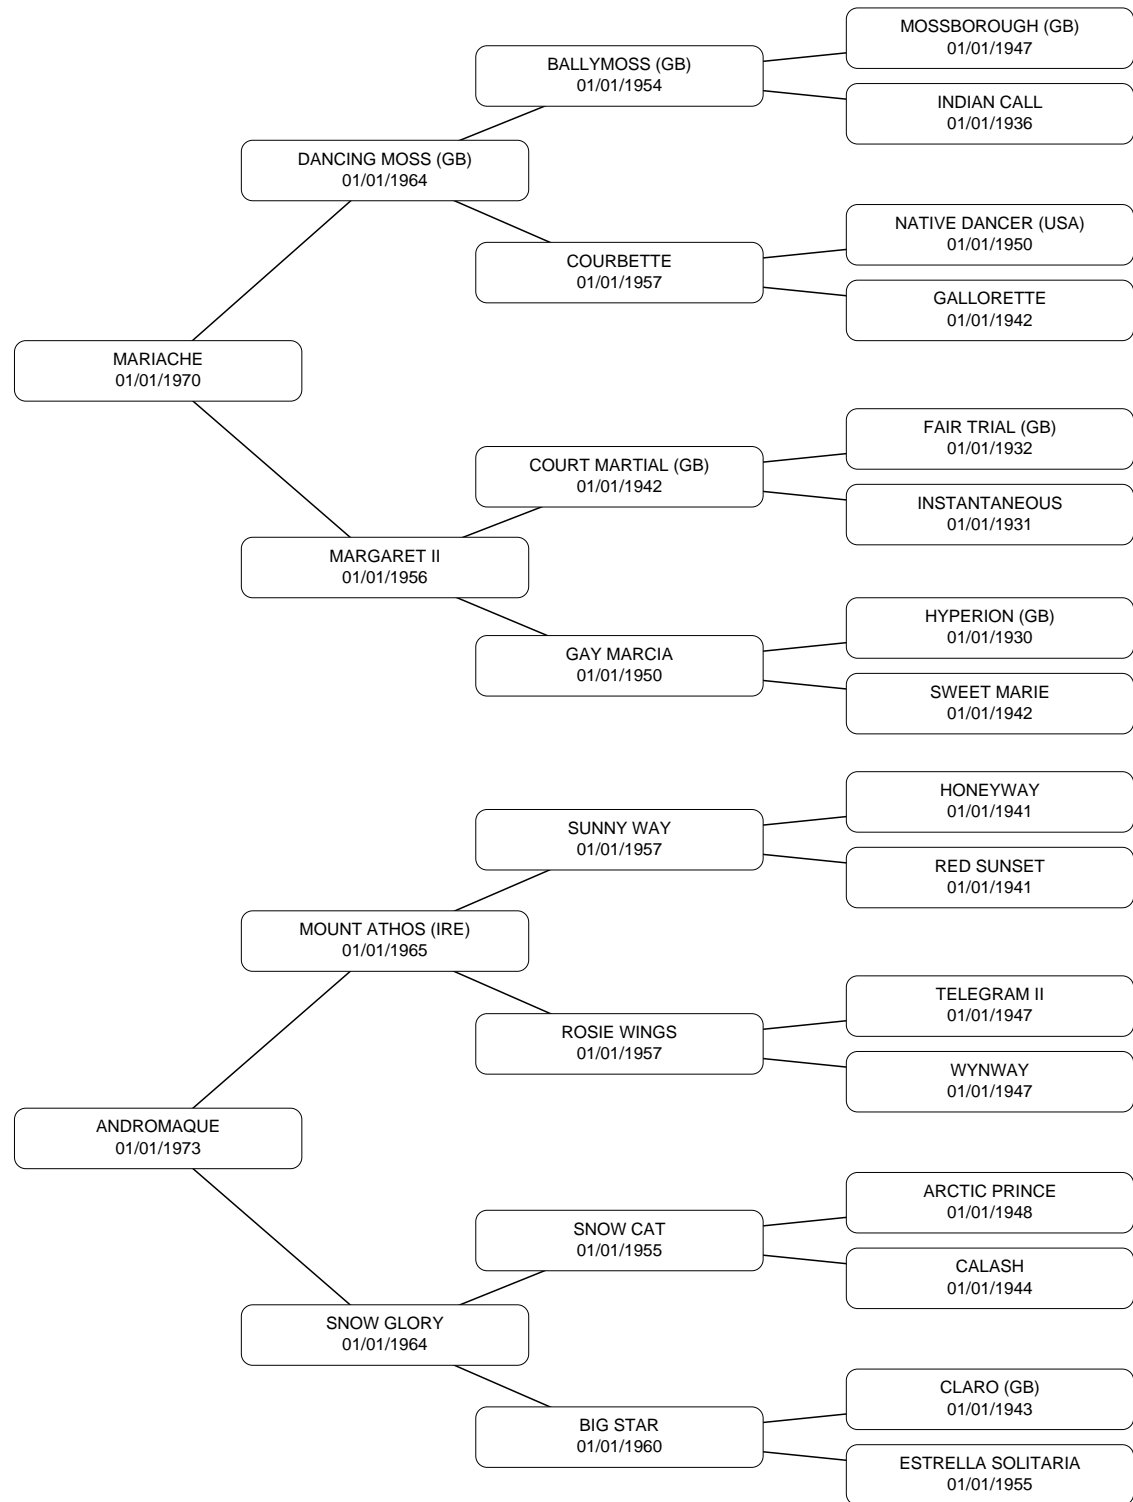 MOSSBOROUGH (GB)
01/01/1947
BALLYMOSS (GB)
01/01/1954
INDIAN CALL
01/01/1936
DANCING MOSS (GB)
01/01/1964
NATIVE DANCER (USA)
01/01/1950
COURBETTE
01/01/1957
GALLORETTE
01/01/1942
MARIACHE
01/01/1970
FAIR TRIAL (GB)
01/01/1932
COURT MARTIAL (GB)
01/01/1942
INSTANTANEOUS
01/01/1931
MARGARET II
01/01/1956
HYPERION (GB)
01/01/1930
GAY MARCIA
01/01/1950
SWEET MARIE
01/01/1942
HONEYWAY
01/01/1941
SUNNY WAY
01/01/1957
RED SUNSET
01/01/1941
MOUNT ATHOS (IRE)
01/01/1965
TELEGRAM II
01/01/1947
ROSIE WINGS
01/01/1957
WYNWAY
01/01/1947
ANDROMAQUE
01/01/1973
ARCTIC PRINCE
01/01/1948
SNOW CAT
01/01/1955
CALASH
01/01/1944
SNOW GLORY
01/01/1964
CLARO (GB)
01/01/1943
BIG STAR
01/01/1960
ESTRELLA SOLITARIA
01/01/1955